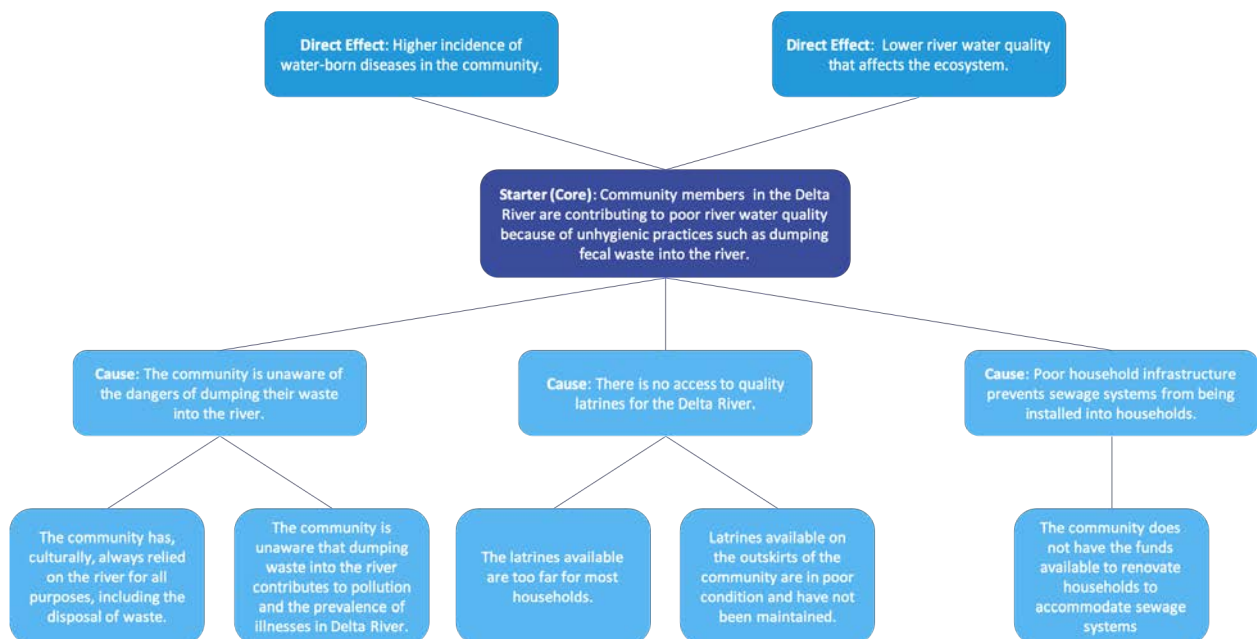 Direct Effect: Higher incidence of
water-born diseases in the community.
Direct Effect:  Lower river water quality
that affects the ecosystem.
Starter (Core): Community members  in the Delta
River are contributing to poor river water quality
because of unhygienic practices such as dumping
fecal waste into the river.
Cause: The community is unaware of
the dangers of dumping their waste
into the river.
Cause: There is no access to quality
latrines for the Delta River.
Cause: Poor household infrastructure
prevents sewage systems from being
installed into households.
The community has,
culturally, always relied
on the river for all
purposes, including the
disposal of waste.
The community is
unaware that dumping
waste into the river
contributes to pollution
and the prevalence of
illnesses in Delta River.
The latrines available
are too far for most
households.
Latrines available on
the outskirts of the
community are in poor
condition and have not
been maintained.
The community does
not have the funds
available to renovate
households to
accommodate sewage
systems